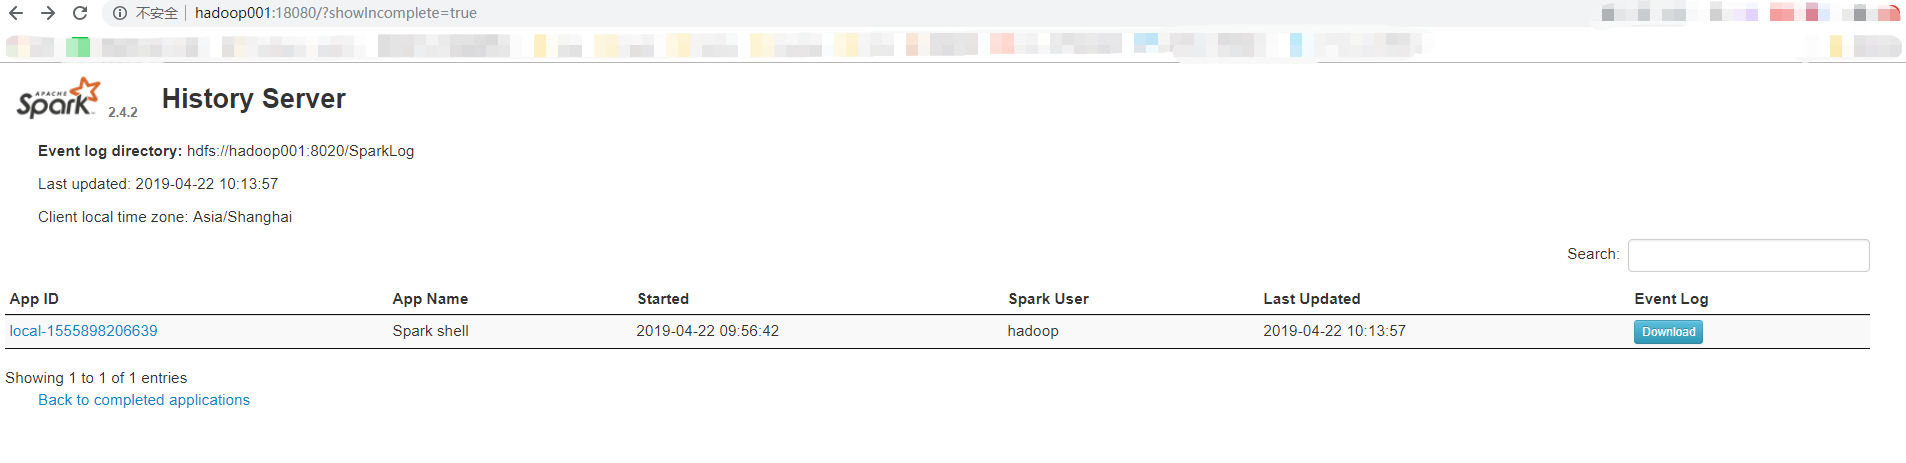 不安全 hadoop001:18080/?showIncomplete=true
APACHE Spark 2.4.2 History Server
Event log directory: hdfs://hadoop001:8020/SparkLog
Last updated: 2019-04-22 10:13:57
Client local time zone: Asia/Shanghai
Search:
App ID App Name Started Spark User Last Updated Event Log
local-1555898206639 Spark shell 2019-04-22 09:56:42 hadoop 2019-04-22 10:13:57 Download
Showing 1 to 1 of 1 entries
Back to completed applications